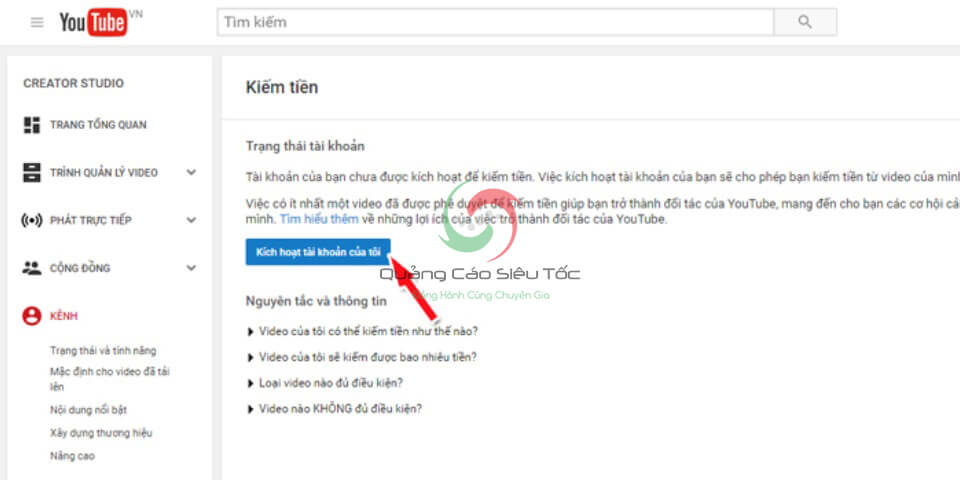 YouTube VN
Tìm kiếm
CREATOR STUDIO
TRANG TỔNG QUAN
TRÌNH QUẢN LÝ VIDEO
PHÁT TRỰC TIẾP
CỘNG ĐỒNG
KÊNH
Trạng thái và tính năng
Mặc định cho video đã tải
lên
Nội dung nổi bật
Xây dựng thương hiệu
Nâng cao
Kiếm tiền
Trạng thái tài khoản
Tài khoản của bạn chưa được kích hoạt để kiếm tiền. Việc kích hoạt tài khoản của bạn sẽ cho phép bạn kiếm tiền từ video của mình
Việc có ít nhất một video đã được phê duyệt để kiếm tiền giúp bạn trở thành đối tác của YouTube, mang đến cho bạn các cơ hội cả
mình. Tìm hiểu thêm về những lợi ích của việc trở thành đối tác của YouTube.
Kích hoạt tài khoản của tôi
Quảng Cáo Siêu Tốc
Đồng Hành Cùng Chuyên Gia
Nguyên tắc và thông tin
Video của tôi có thể kiếm tiền như thế nào?
Video của tôi sẽ kiếm được bao nhiêu tiền?
Loại video nào đủ điều kiện?
Video nào KHÔNG đủ điều kiện?